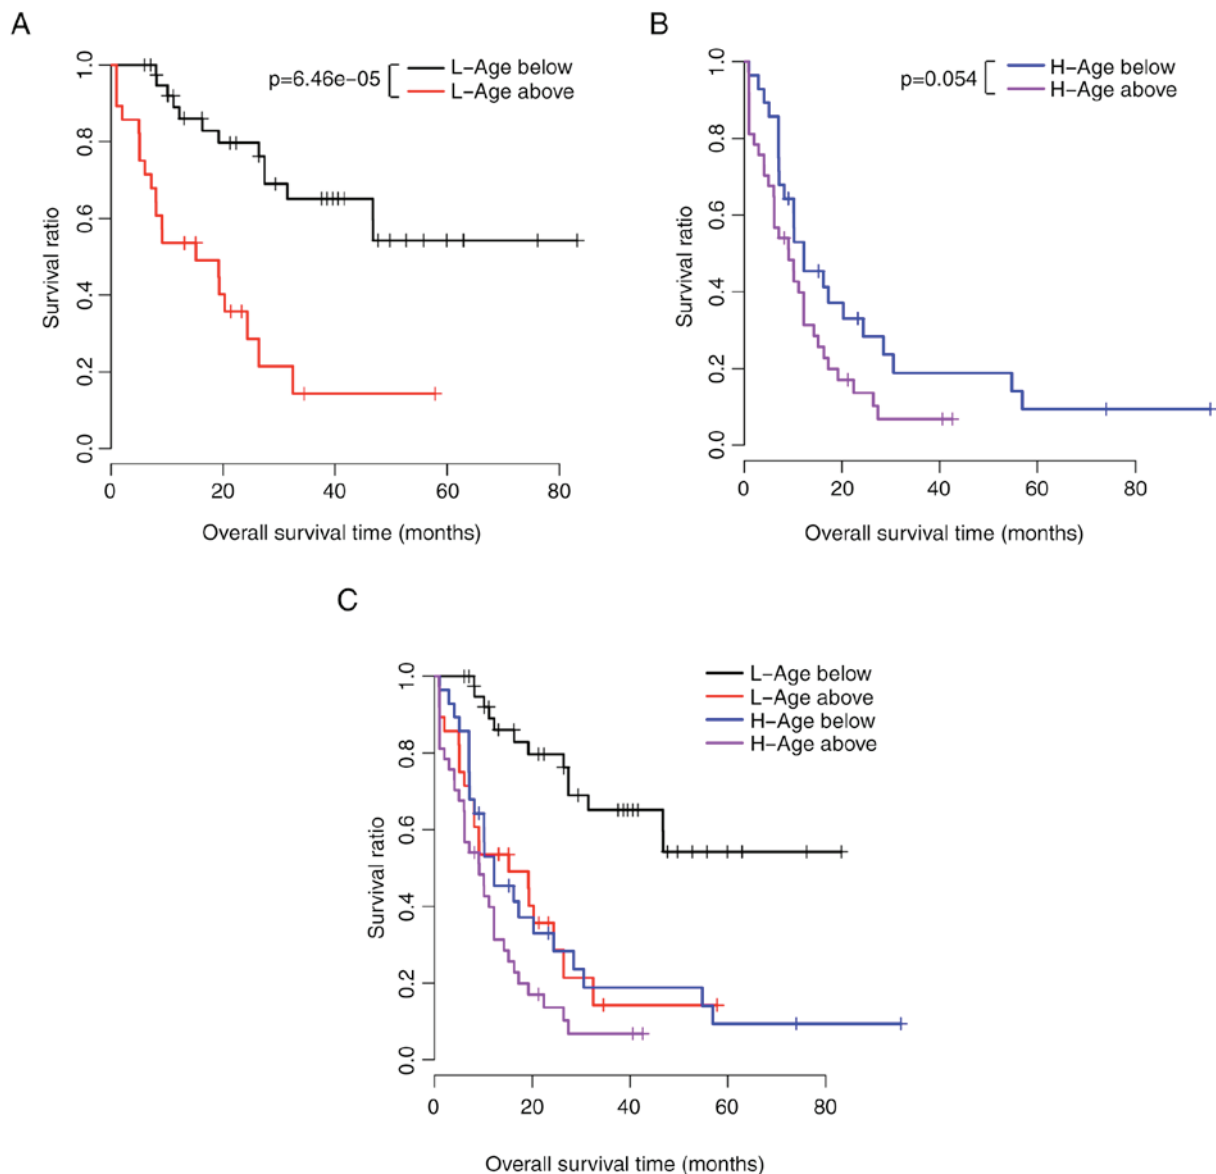 A
p=6.46e-05
L-Age below
L-Age above
Survival ratio
1.0
0.8
0.6
0.4
0.2
0.0
0 20 40 60 80
Overall survival time (months)
B
p=0.054
H-Age below
H-Age above
Survival ratio
1.0
0.8
0.6
0.4
0.2
0.0
0 20 40 60 80
Overall survival time (months)
C
L-Age below
L-Age above
H-Age below
H-Age above
Survival ratio
1.0
0.8
0.6
0.4
0.2
0.0
0 20 40 60 80
Overall survival time (months)